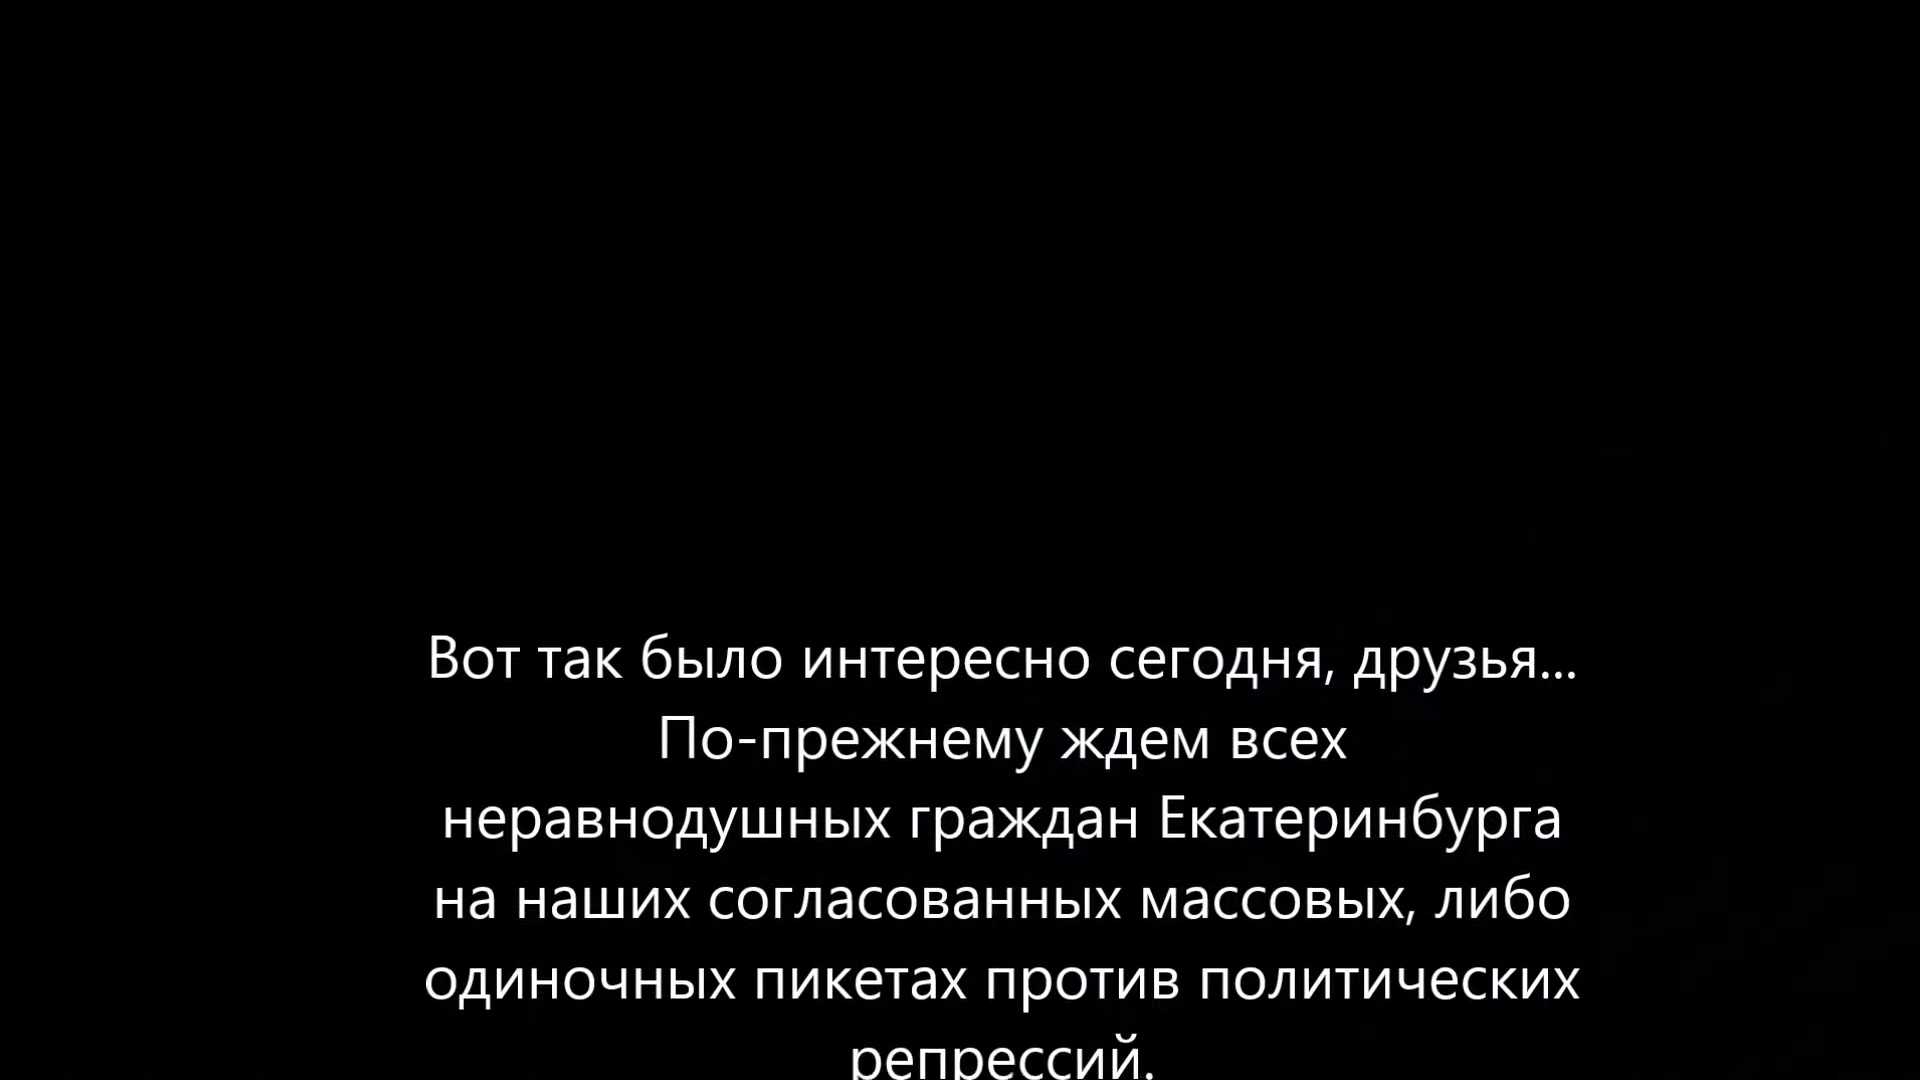 Вот так было интересно сегодня, друзья...
По-прежнему ждем всех
неравнодушных граждан Екатеринбурга
на наших согласованных массовых, либо
одиночных пикетах против политических
репрессий.